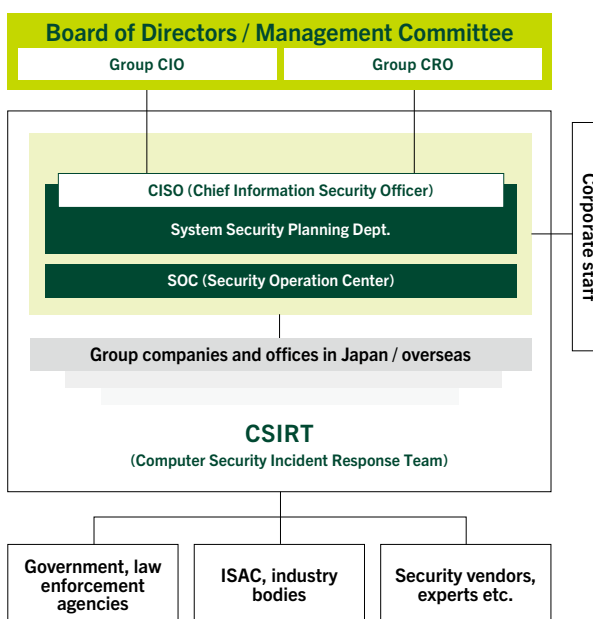 Board of Directors / Management Committee
Group CIO
Group CRO
CISO (Chief Information Security Officer)
System Security Planning Dept.
SOC (Security Operation Center)
Corporate staff
Group companies and offices in Japan / overseas
CSIRT
(Computer Security Incident Response Team)
Government, law
enforcement
agencies
ISAC, industry
bodies
Security vendors,
experts etc.